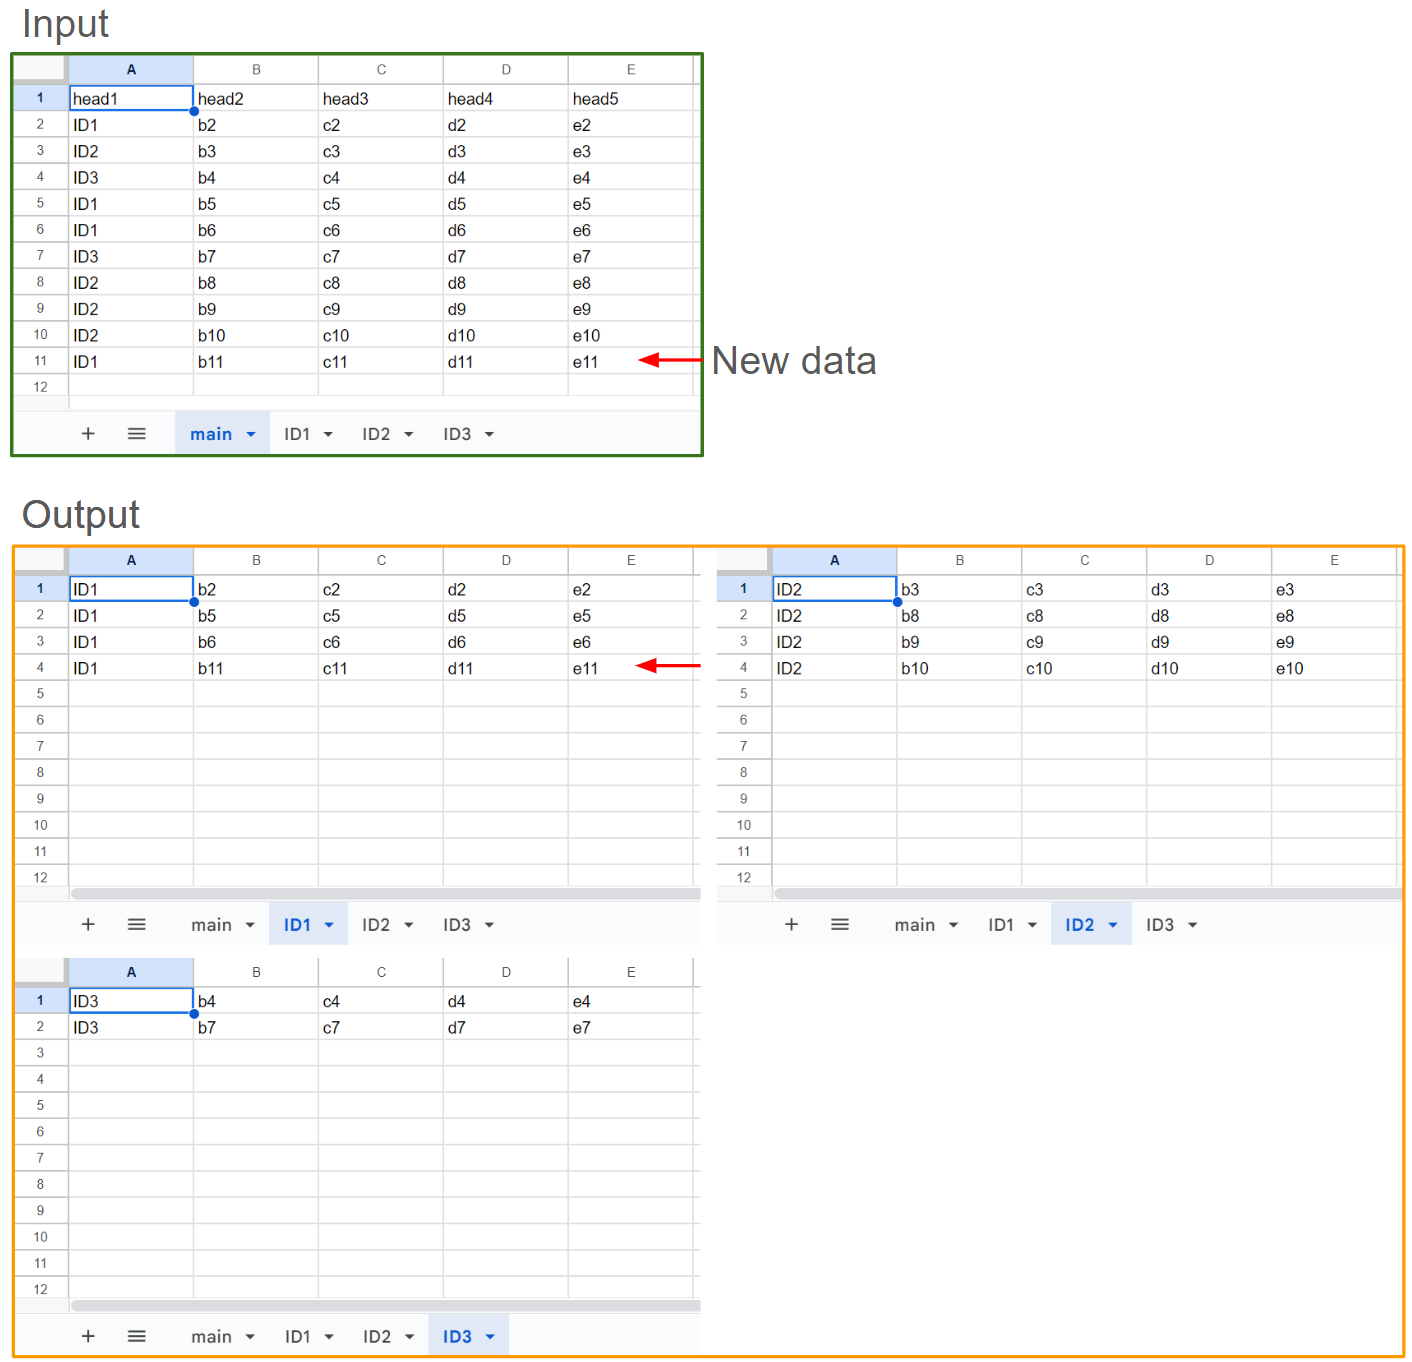 Input
A B C D E
1 head1 head2 head3 head4 head5
2 ID1 b2 c2 d2 e2
3 ID2 b3 c3 d3 e3
4 ID3 b4 c4 d4 e4
5 ID1 b5 c5 d5 e5
6 ID1 b6 c6 d6 e6
7 ID3 b7 c7 d7 e7
8 ID2 b8 c8 d8 e8
9 ID2 b9 c9 d9 e9
10 ID2 b10 c10 d10 e10
11 ID1 b11 c11 d11 e11 New data
12
+ main ID1 ID2 ID3
Output
A B C D E
1 ID1 b2 c2 d2 e2
2 ID1 b5 c5 d5 e5
3 ID1 b6 c6 d6 e6
4 ID1 b11 c11 d11 e11
5
6
7
8
9
10
11
12
+ main ID1 ID2 ID3
A B C D E
1 ID2 b3 c3 d3 e3
2 ID2 b8 c8 d8 e8
3 ID2 b9 c9 d9 e9
4 ID2 b10 c10 d10 e10
5
6
7
8
9
10
11
12
+ main ID1 ID2 ID3
A B C D E
1 ID3 b4 c4 d4 e4
2 ID3 b7 c7 d7 e7
3
4
5
6
7
8
9
10
11
12
+ main ID1 ID2 ID3